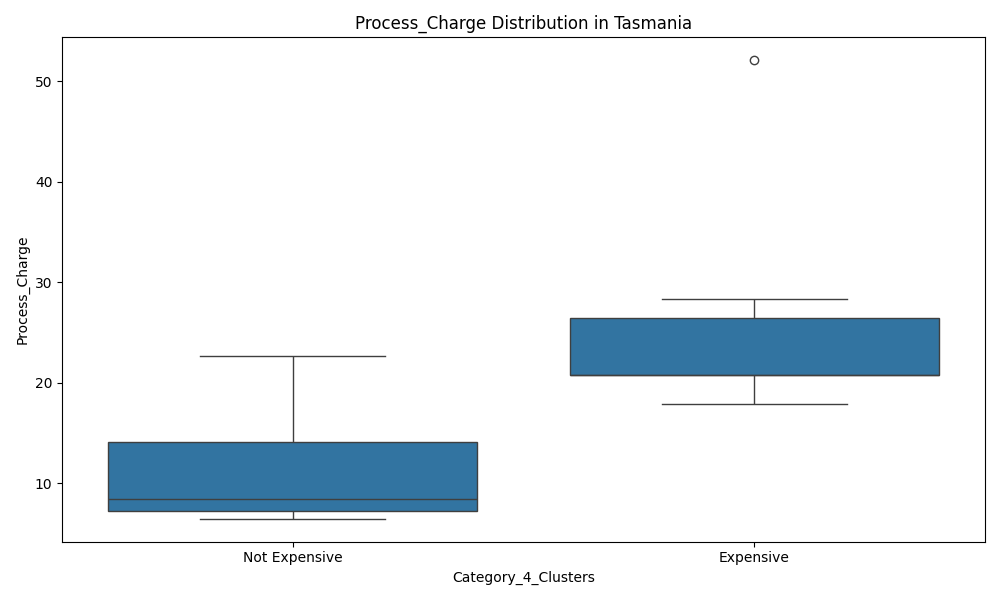 Process_Charge Distribution in Tasmania
Process_Charge
50
40
30
20
10
Not Expensive
Expensive
Category_4_Clusters